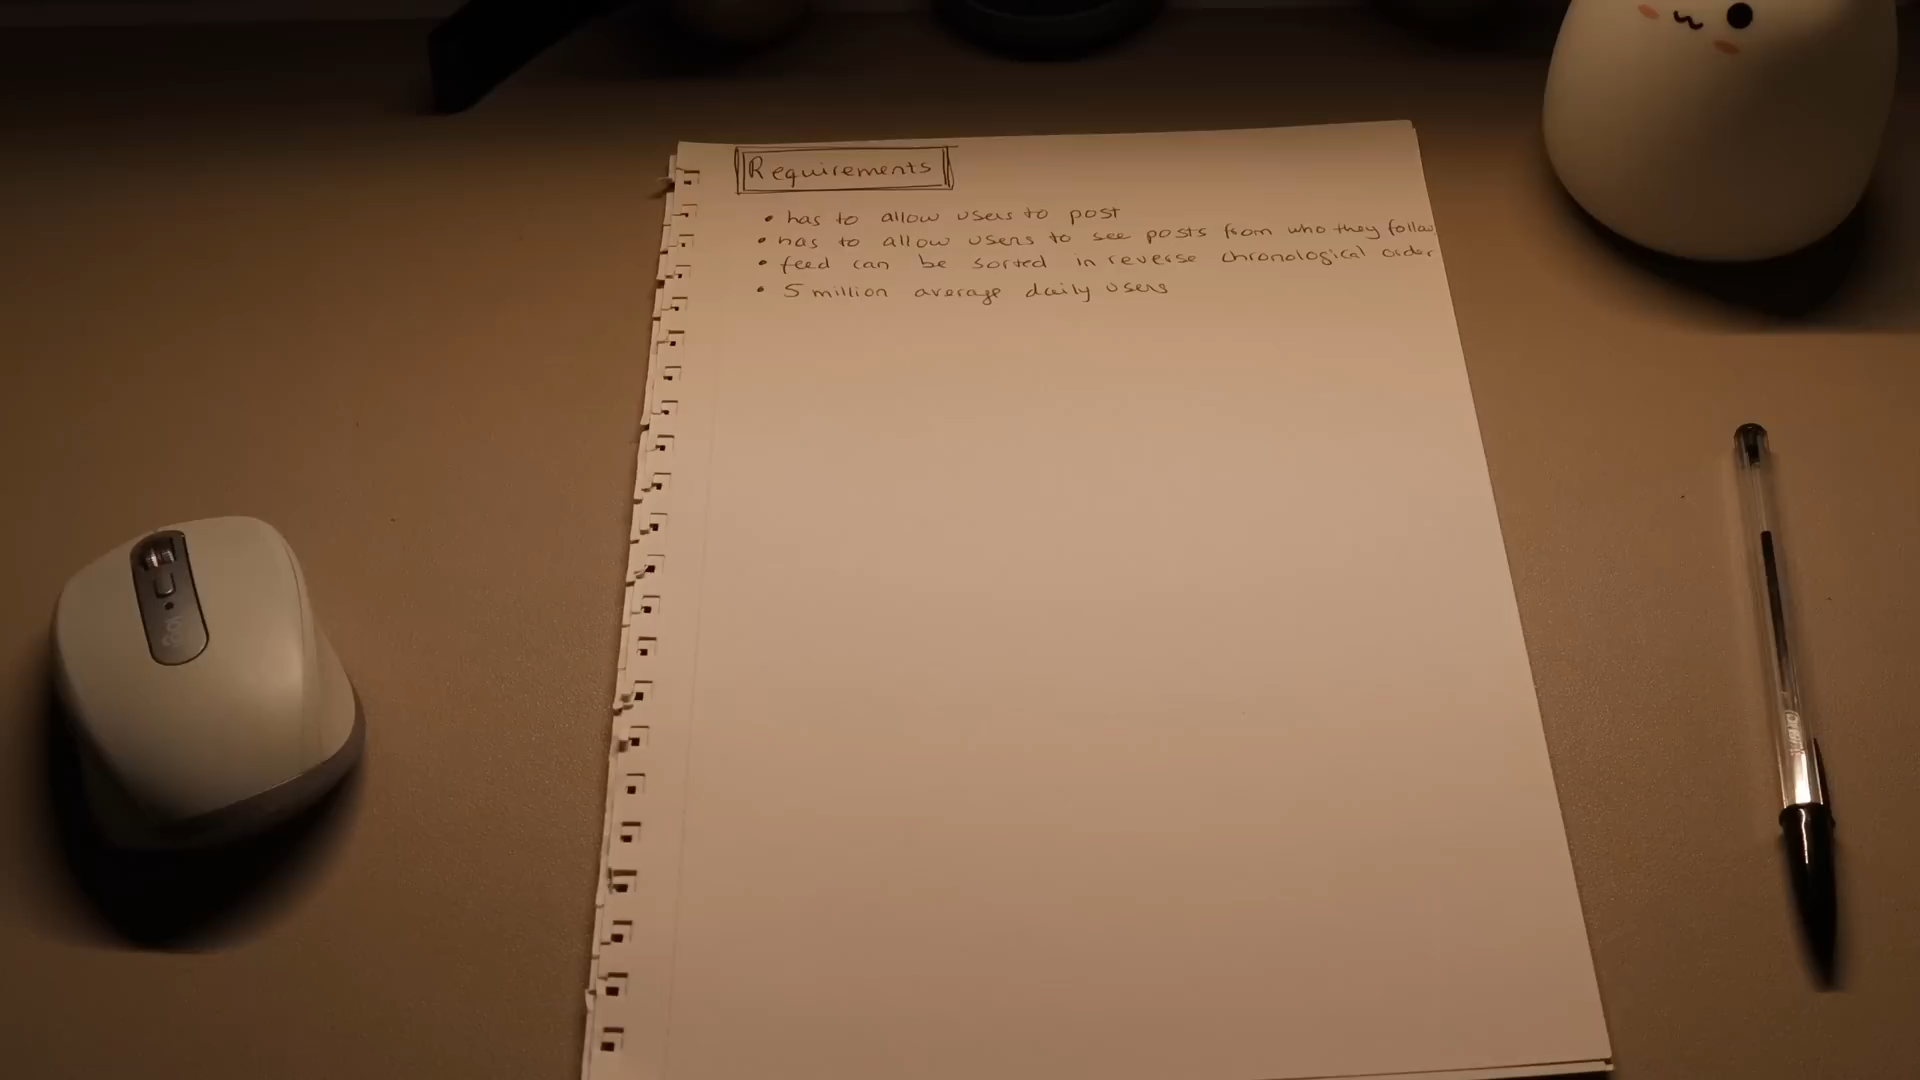 Requirements
• has to allow users to post
• has to allow users to see posts from who they follow
• feed can be sorted in reverse chronological order
• 5 million average daily users
logi